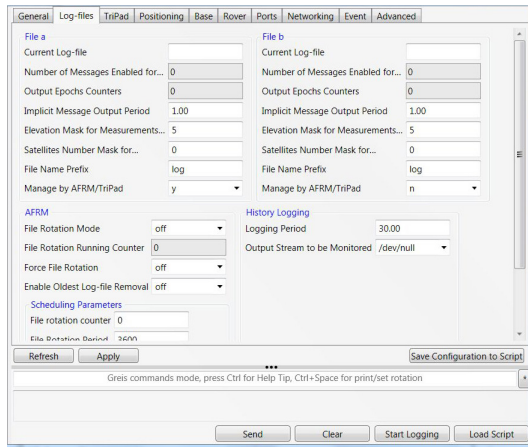 General Log-files TriPad Positioning Base Rover Ports Networking Event Advanced
File a
Current Log-file
Number of Messages Enabled for... 0
Output Epochs Counters 0
Implicit Message Output Period 1.00
Elevation Mask for Measurements... 5
Satellites Number Mask for... 0
File Name Prefix log
Manage by AFRM/TriPad y
File b
Current Log-file
Number of Messages Enabled for... 0
Output Epochs Counters 0
Implicit Message Output Period 1.00
Elevation Mask for Measurements... 5
Satellites Number Mask for... 0
File Name Prefix log
Manage by AFRM/TriPad n
AFRM
File Rotation Mode off
File Rotation Running Counter 0
Force File Rotation off
Enable Oldest Log-file Removal off
Scheduling Parameters
File rotation counter 0
File Rotation Period 3600
History Logging
Logging Period 30.00
Output Stream to be Monitored /dev/null
Refresh Apply Save Configuration to Script
Greis commands mode, press Ctrl for Help Tip, Ctrl+Space for print/set rotation
Send Clear Start Logging Load Script